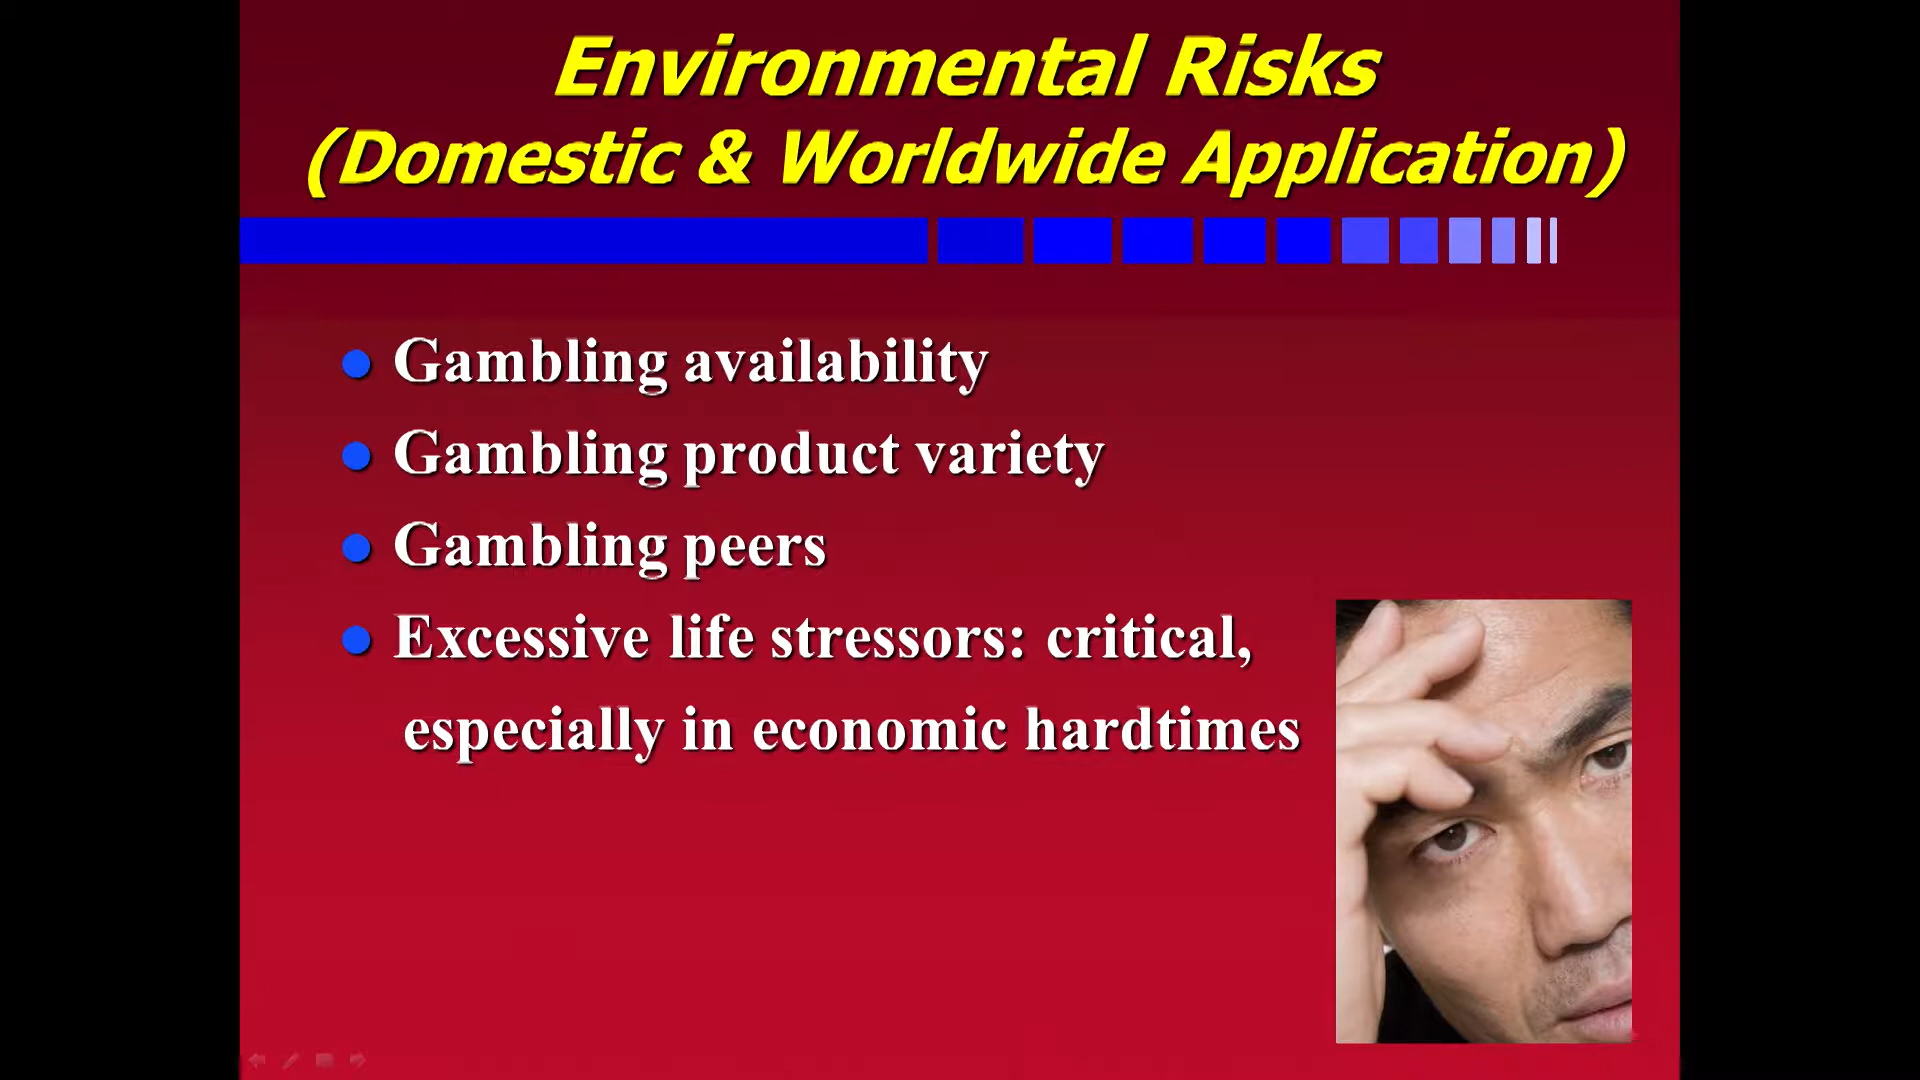 Environmental Risks
(Domestic & Worldwide Application)
Gambling availability
Gambling product variety
Gambling peers
Excessive life stressors: critical,
especially in economic hardtimes